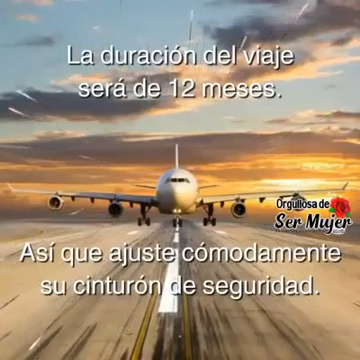 La duración del viaje
será de 12 meses.
Orgullosa de
Ser Mujer
Así que ajuste cómodamente
su cinturón de seguridad.